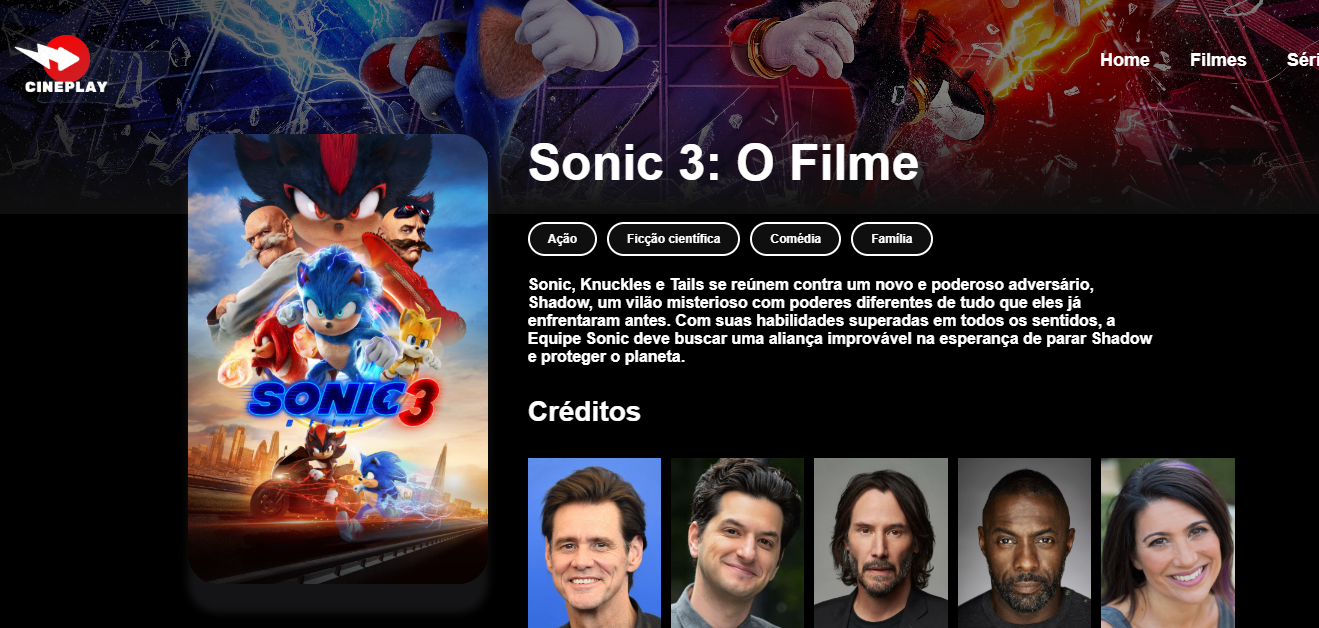 CINEPLAY
Home Filmes Séri
Sonic 3: O Filme
Ação Ficção científica Comédia Família
Sonic, Knuckles e Tails se reúnem contra um novo e poderoso adversário,
Shadow, um vilão misterioso com poderes diferentes de tudo que eles já
enfrentaram antes. Com suas habilidades superadas em todos os sentidos, a
Equipe Sonic deve buscar uma aliança improvável na esperança de parar Shadow
e proteger o planeta.
SONIC 3
O FILME
Créditos